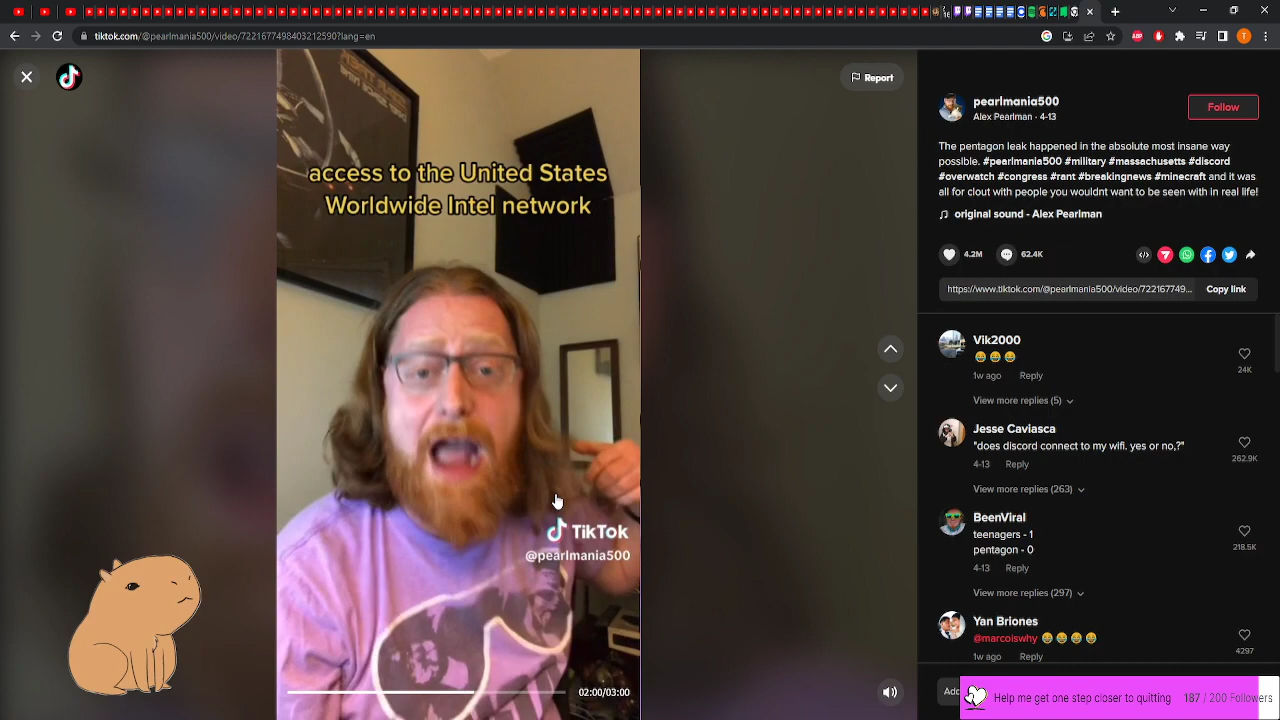 tiktok.com/@pearlmania500/video/7221677498403212590?lang=en
Report
access to the United States
Worldwide Intel network
TikTok
@pearlmania500
02:00/03:00
pearlmania500
Alex Pearlman · 4-13
Follow
The pentagon leak happened in the absolute most insane way
possible. #pearlmania500 #military #massachusetts #discord
#overwatch #owader #rant #breakingnews #minecraft and it was
all for clout with people you wouldnt want to be seen with in real life!
original sound - Alex Pearlman
4.2M
62.4K
https://www.tiktok.com/@pearlmania500/video/722167749...
Copy link
Vik2000
😂😂😂
1w ago Reply
24K
View more replies (5)
Jesse Caviasca
"does discord connect to my wifi, yes or no,?"
4-13 Reply
262.9K
View more replies (263)
BeenViral
teenagers - 1
pentagon - 0
4-13 Reply
218.5K
View more replies (297)
Yan Briones
@marcoiswhy 😂😂😂😂
1w ago Reply
4297
Add
Help me get one step closer to quitting 187 / 200 Followers